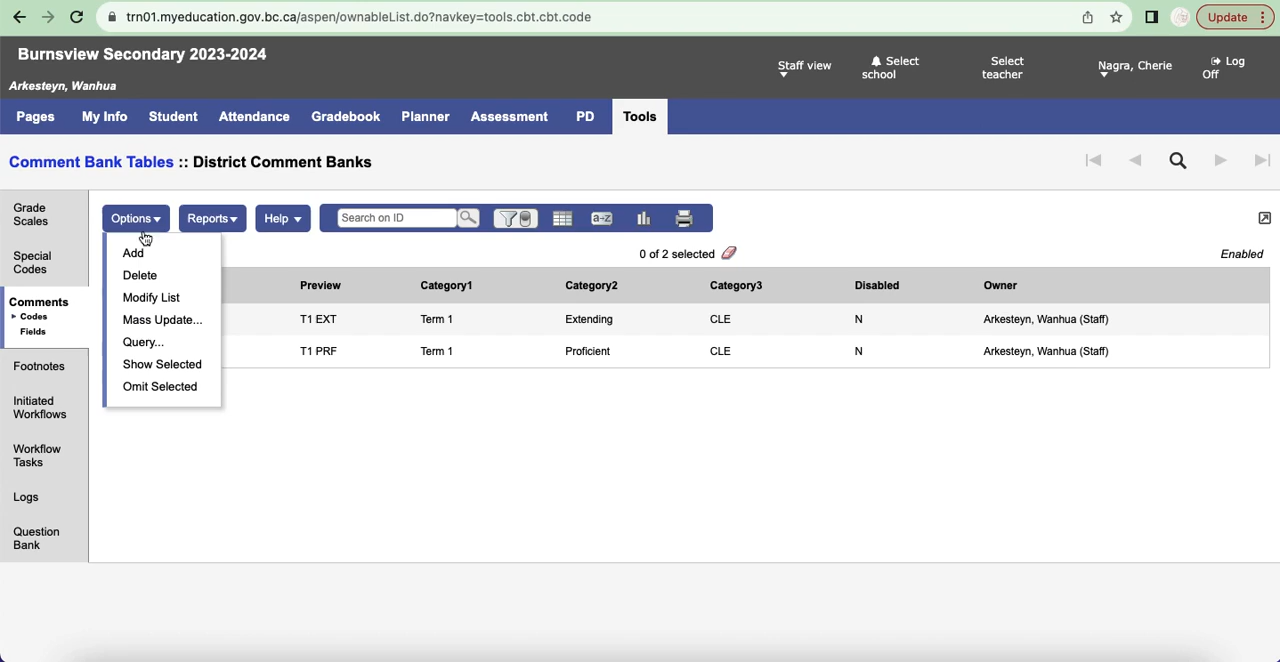 trn01.myeducation.gov.bc.ca/aspen/ownableList.do?navkey=tools.cbt.cbt.code
Update
Burnsview Secondary 2023-2024
Arkesteyn, Wanhua
Staff view
Select school
Select teacher
Nagra, Cherie
Log Off
Pages My Info Student Attendance Gradebook Planner Assessment PD Tools
Comment Bank Tables :: District Comment Banks
Grade Scales
Special Codes
Comments
Codes
Fields
Footnotes
Initiated Workflows
Workflow Tasks
Logs
Question Bank
Options Reports Help Search on ID a-z
Add
Delete
Modify List
Mass Update...
Query...
Show Selected
Omit Selected
0 of 2 selected Enabled
Preview Category1 Category2 Category3 Disabled Owner
T1 EXT Term 1 Extending CLE N Arkesteyn, Wanhua (Staff)
T1 PRF Term 1 Proficient CLE N Arkesteyn, Wanhua (Staff)